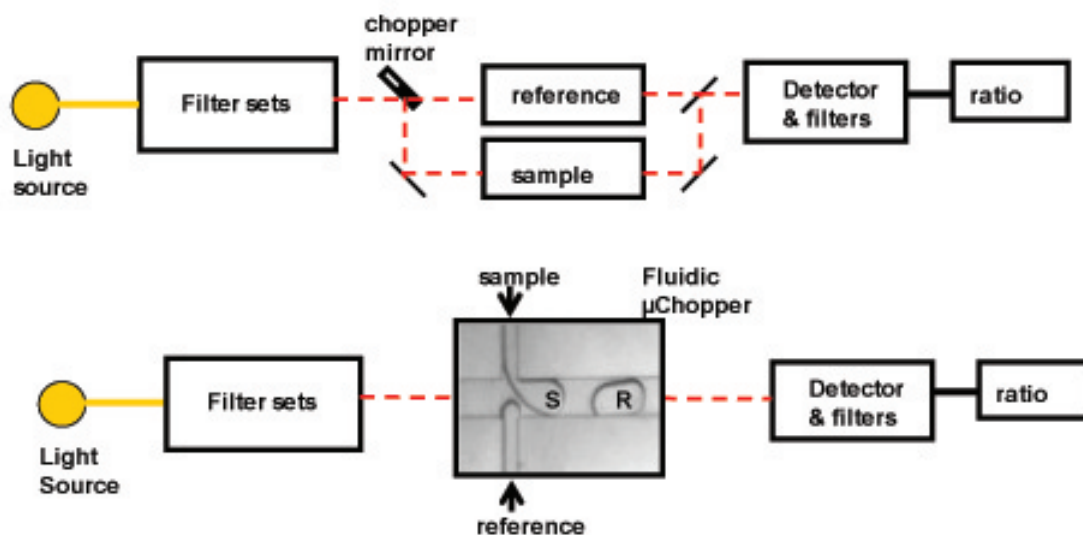 chopper
mirror
Filter sets
reference
Detector
& filters
ratio
Light
source
sample
sample
Fluidic
µChopper
Filter sets
S
R
Detector
& filters
ratio
Light
Source
reference